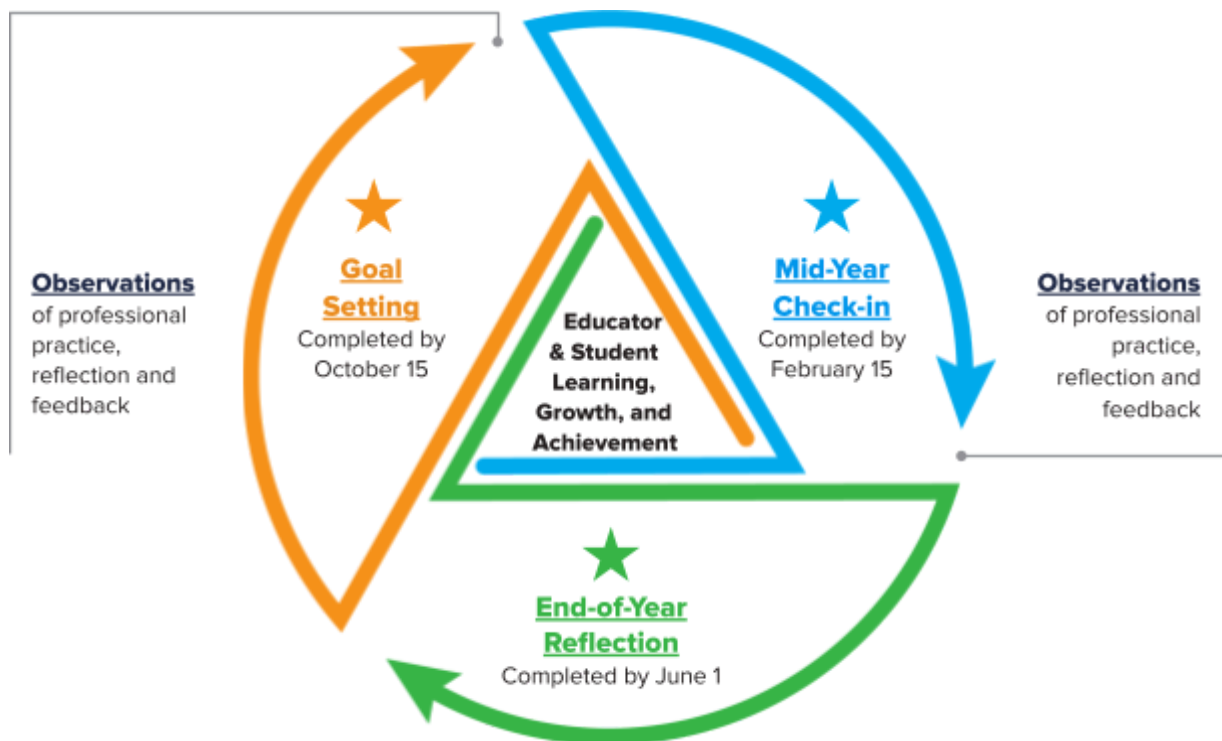 Observations
of professional
practice,
reflection and
feedback
Goal
Setting
Completed by
October 15
Educator
& Student
Learning,
Growth, and
Achievement
Mid-Year
Check-in
Completed by
February 15
Observations
of professional
practice,
reflection and
feedback
End-of-Year
Reflection
Completed by June 1